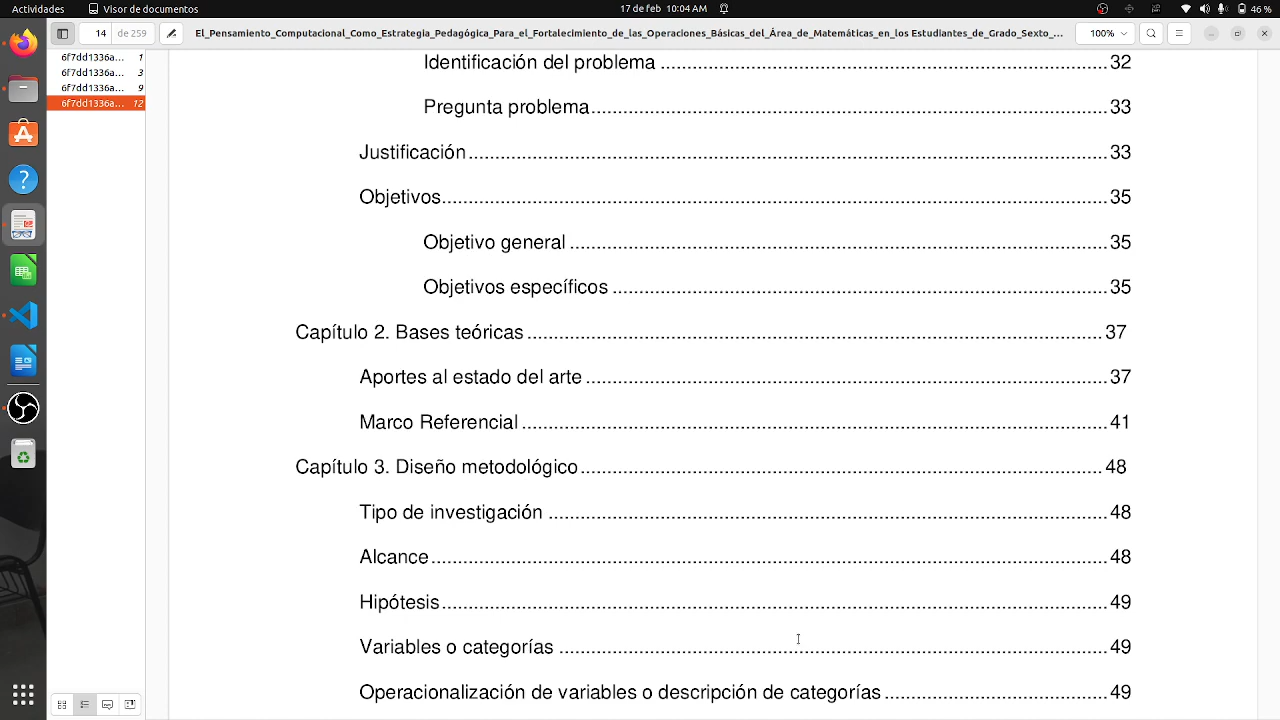 Actividades
Visor de documentos
17 de feb 10:04 AM
46 %
14
de 259
El_Pensamiento_Computacional_Como_Estrategia_Pedagógica_Para_el_Fortalecimiento_de_las_Operaciones_Básicas_del_Área_de_Matemáticas_en_los_Estudiantes_de_Grado_Sexto_...
100%
6f7dd1336a... 1
6f7dd1336a... 3
6f7dd1336a... 9
6f7dd1336a... 12
Identificación del problema ........ 32
Pregunta problema ........ 33
Justificación ........ 33
Objetivos ........ 35
Objetivo general ........ 35
Objetivos específicos ........ 35
Capítulo 2. Bases teóricas ........ 37
Aportes al estado del arte ........ 37
Marco Referencial ........ 41
Capítulo 3. Diseño metodológico ........ 48
Tipo de investigación ........ 48
Alcance ........ 48
Hipótesis ........ 49
Variables o categorías ........ 49
Operacionalización de variables o descripción de categorías ........ 49